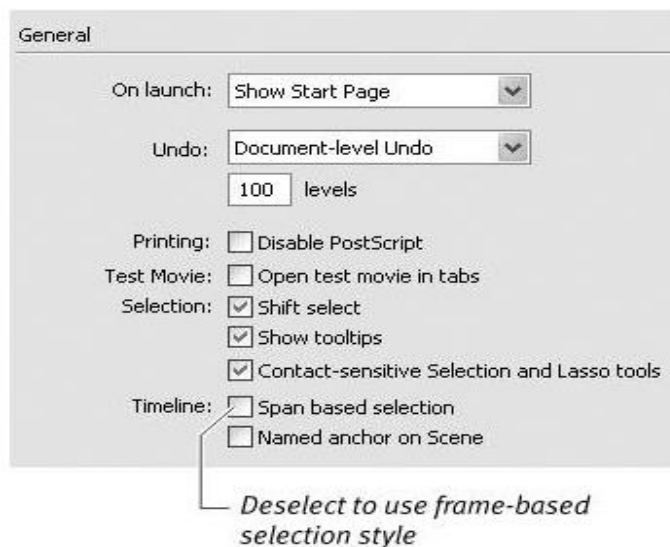 General
On launch: Show Start Page
Undo: Document-level Undo
100 levels
Printing: Disable PostScript
Test Movie: Open test movie in tabs
Selection: Shift select
Show tooltips
Contact-sensitive Selection and Lasso tools
Timeline: Span based selection
Named anchor on Scene
Deselect to use frame-based
selection style